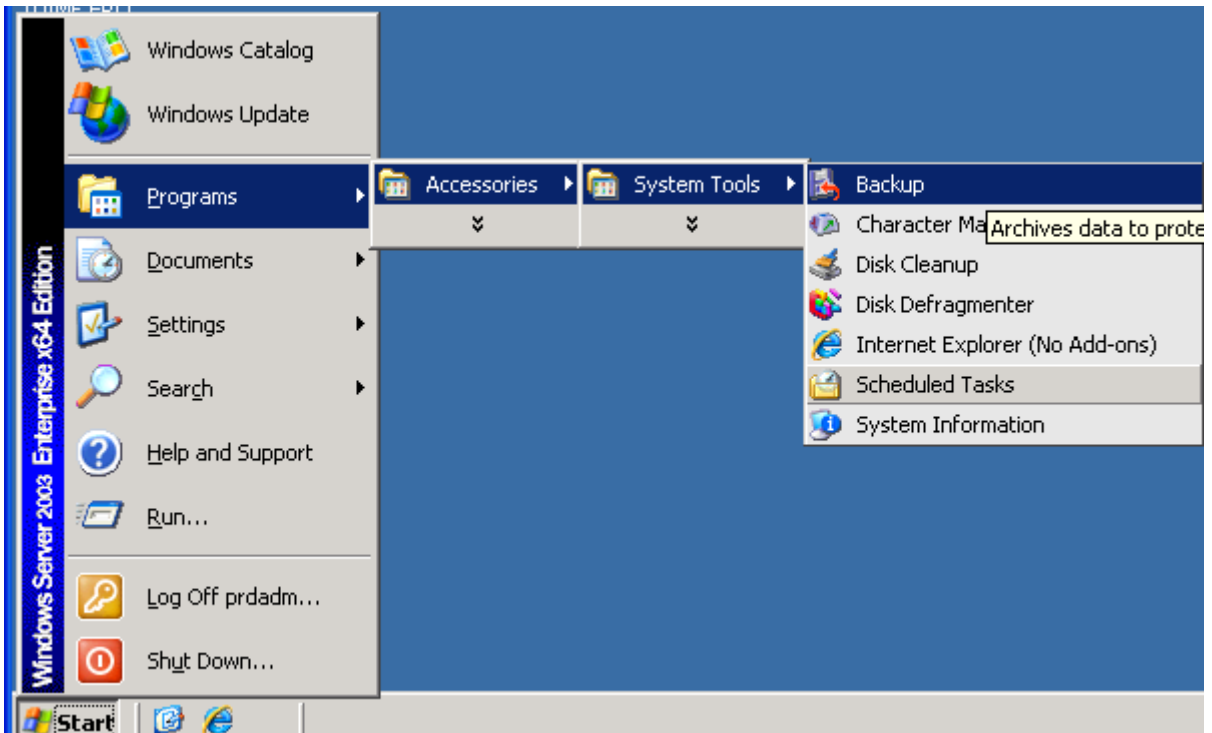 Windows Catalog
Windows Update
Programs
Accessories
System Tools
Backup
Character Ma
Archives data to prote
Disk Cleanup
Disk Defragmenter
Internet Explorer (No Add-ons)
Scheduled Tasks
System Information
Documents
Settings
Search
Help and Support
Run...
Log Off prdadm...
Shut Down...
Windows Server 2003 Enterprise x64 Edition
Start